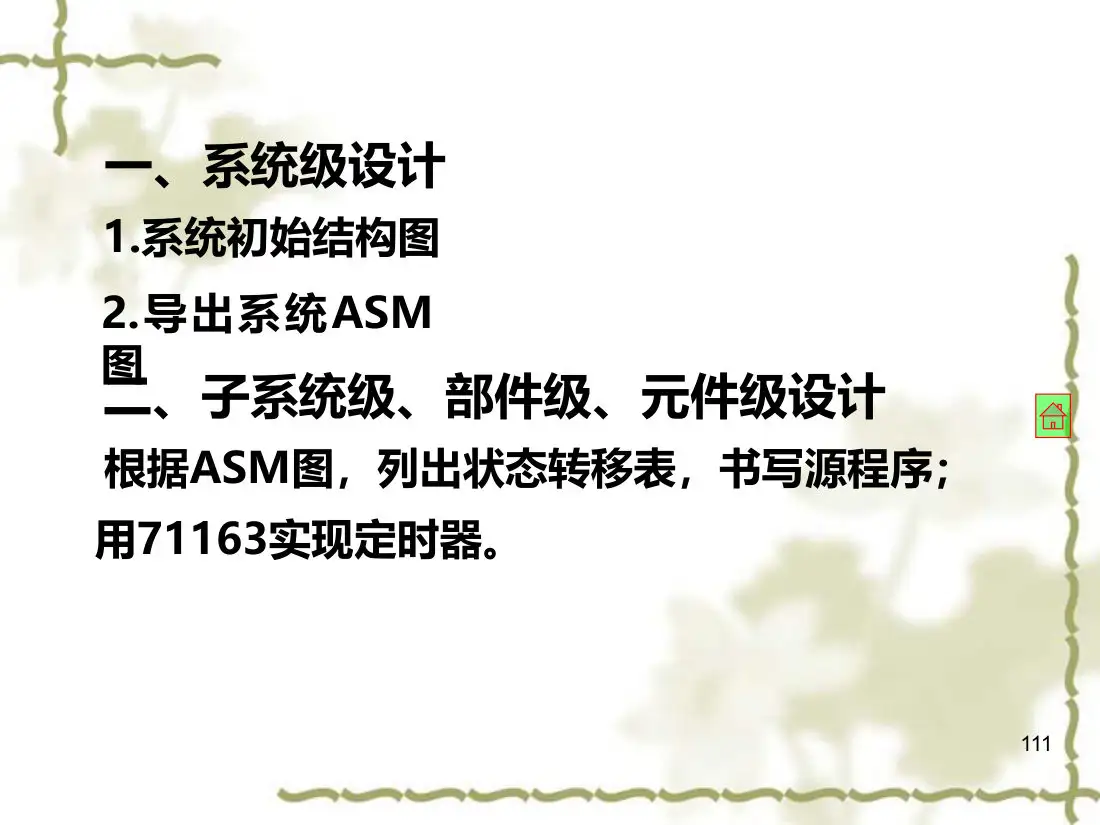 一、系统级设计
1.系统初始结构图
2.导出系统ASM
图
二、子系统级、部件级、元件级设计
根据ASM图，列出状态转移表，书写源程序；
用71163实现定时器。
111